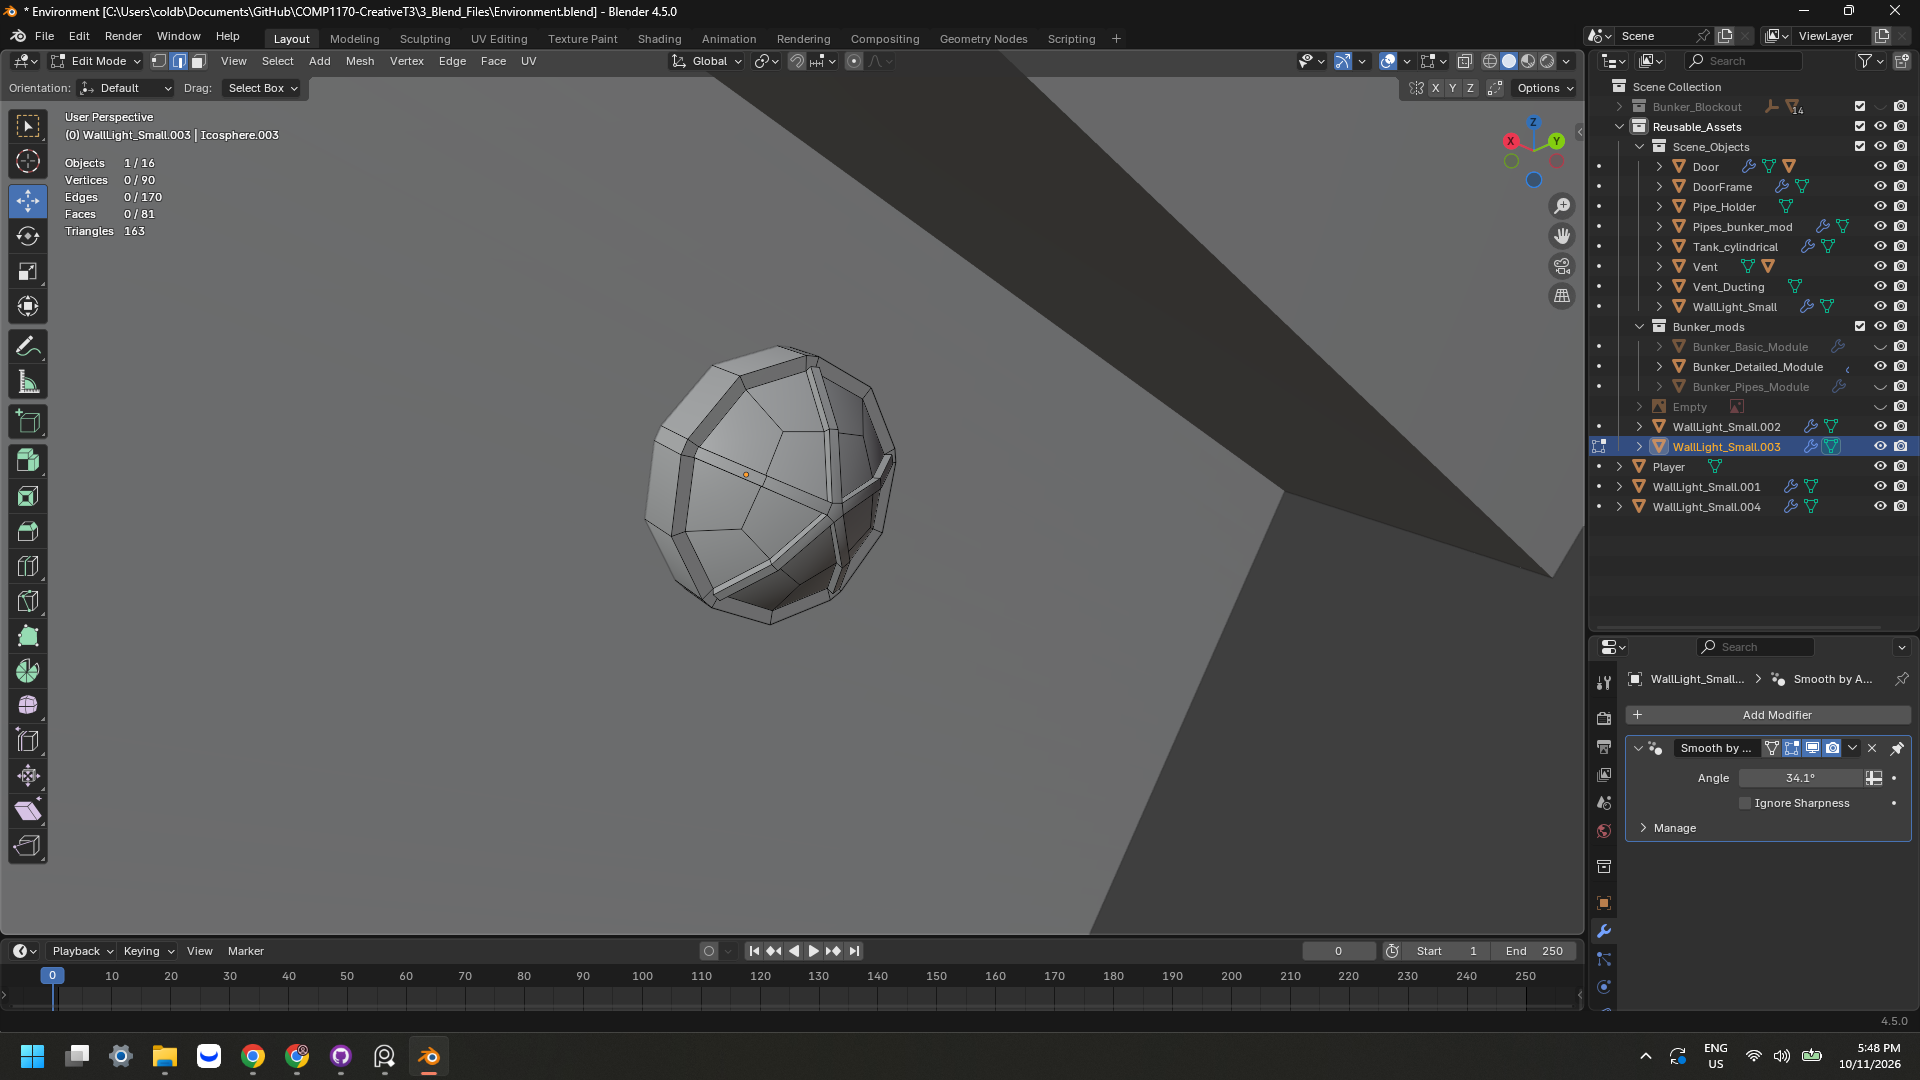 * Environment [C:\Users\coldb\Documents\GitHub\COMP1170-CreativeT3\3_Blend_Files\Environment.blend] - Blender 4.5.0
File Edit Render Window Help Layout Modeling Sculpting UV Editing Texture Paint Shading Animation Rendering Compositing Geometry Nodes Scripting + Scene ViewLayer
Edit Mode View Select Add Mesh Vertex Edge Face UV Global Search
Orientation: Default Drag: Select Box X Y Z Options
User Perspective
(0) WallLight_Small.003 | Icosphere.003
Objects 1 / 16
Vertices 0 / 90
Edges 0 / 170
Faces 0 / 81
Triangles 163
Z
X Y
Scene Collection
Bunker_Blockout 14
Reusable_Assets
Scene_Objects
Door
DoorFrame
Pipe_Holder
Pipes_bunker_mod
Tank_cylindrical
Vent
Vent_Ducting
WallLight_Small
Bunker_mods
Bunker_Basic_Module
Bunker_Detailed_Module
Bunker_Pipes_Module
Empty
WallLight_Small.002
WallLight_Small.003
Player
WallLight_Small.001
WallLight_Small.004
Search
WallLight_Small... Smooth by A...
Add Modifier
Smooth by ...
Angle 34.1°
Ignore Sharpness
Manage
Playback Keying View Marker 0 Start 1 End 250
0 10 20 30 40 50 60 70 80 90 100 110 120 130 140 150 160 170 180 190 200 210 220 230 240 250
4.5.0
ENG
US
5:48 PM
10/11/2026